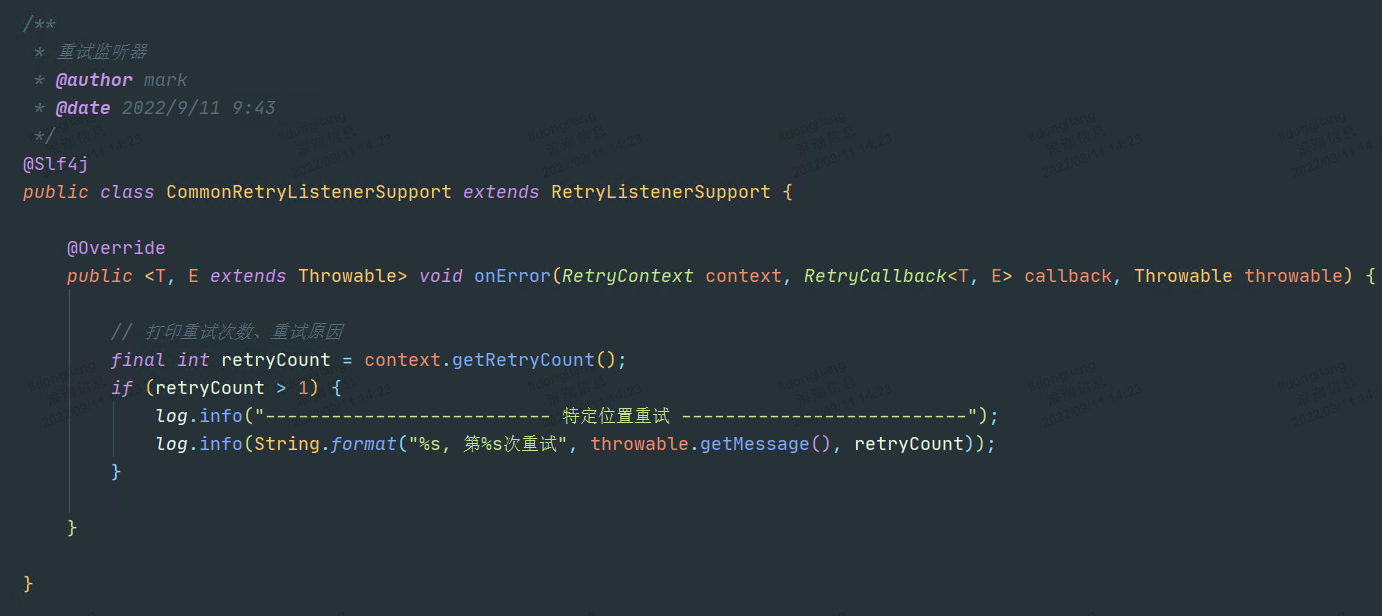 /**
* 重试监听器
* @author mark
* @date 2022/9/11 9:43
*/
@Slf4j
public class CommonRetryListenerSupport extends RetryListenerSupport {
@Override
public <T, E extends Throwable> void onError(RetryContext context, RetryCallback<T, E> callback, Throwable throwable) {
// 打印重试次数、重试原因
final int retryCount = context.getRetryCount();
if (retryCount > 1) {
log.info("-------------------------- 特定位置重试 --------------------------");
log.info(String.format("%s, 第%s次重试", throwable.getMessage(), retryCount));
}
}
}